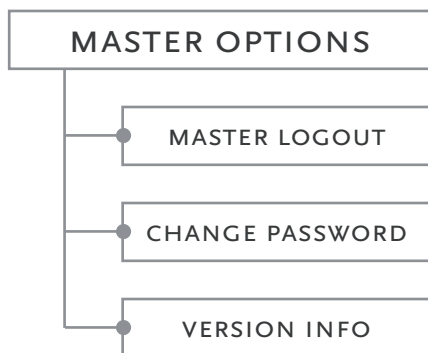 MASTER OPTIONS
MASTER LOGOUT
CHANGE PASSWORD
VERSION INFO